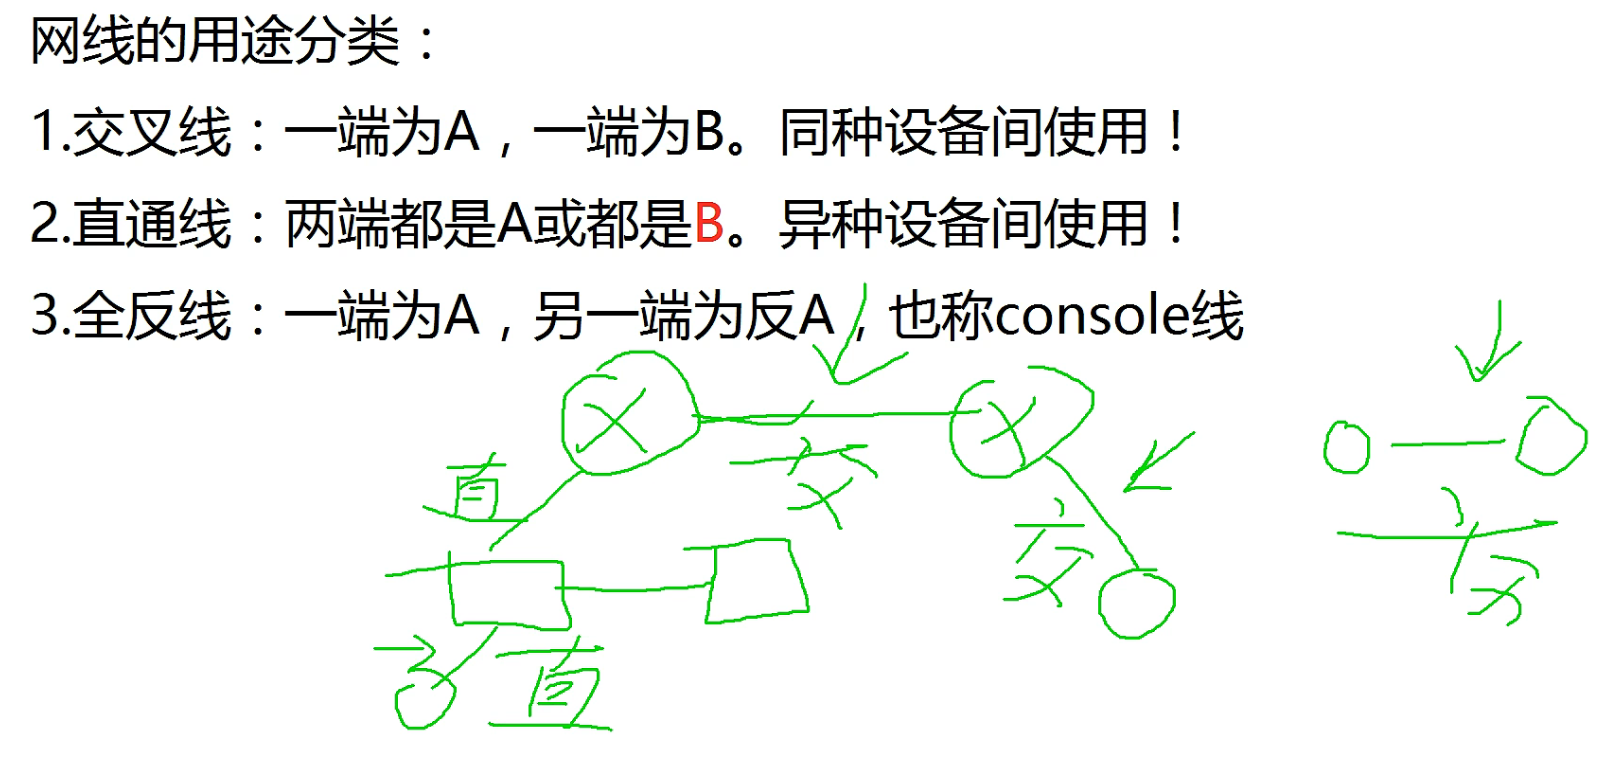 网线的用途分类：
1.交叉线：一端为A，一端为B。同种设备间使用！
2.直通线：两端都是A或都是B。异种设备间使用！
3.全反线：一端为A，另一端为反A，也称console线
直
交
交
交
直